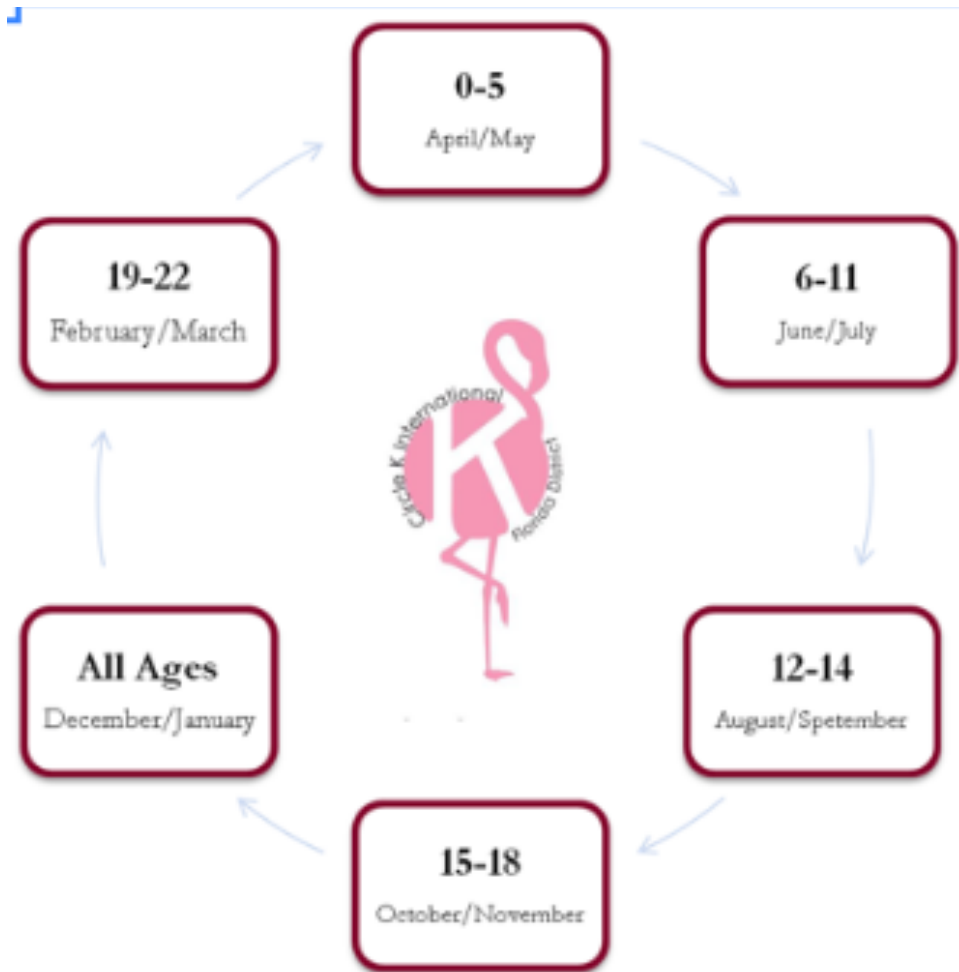 0-5
April/May
6-11
June/July
12-14
August/Spetember
15-18
October/November
All Ages
December/January
19-22
February/March
Circle K International
K
Florida District